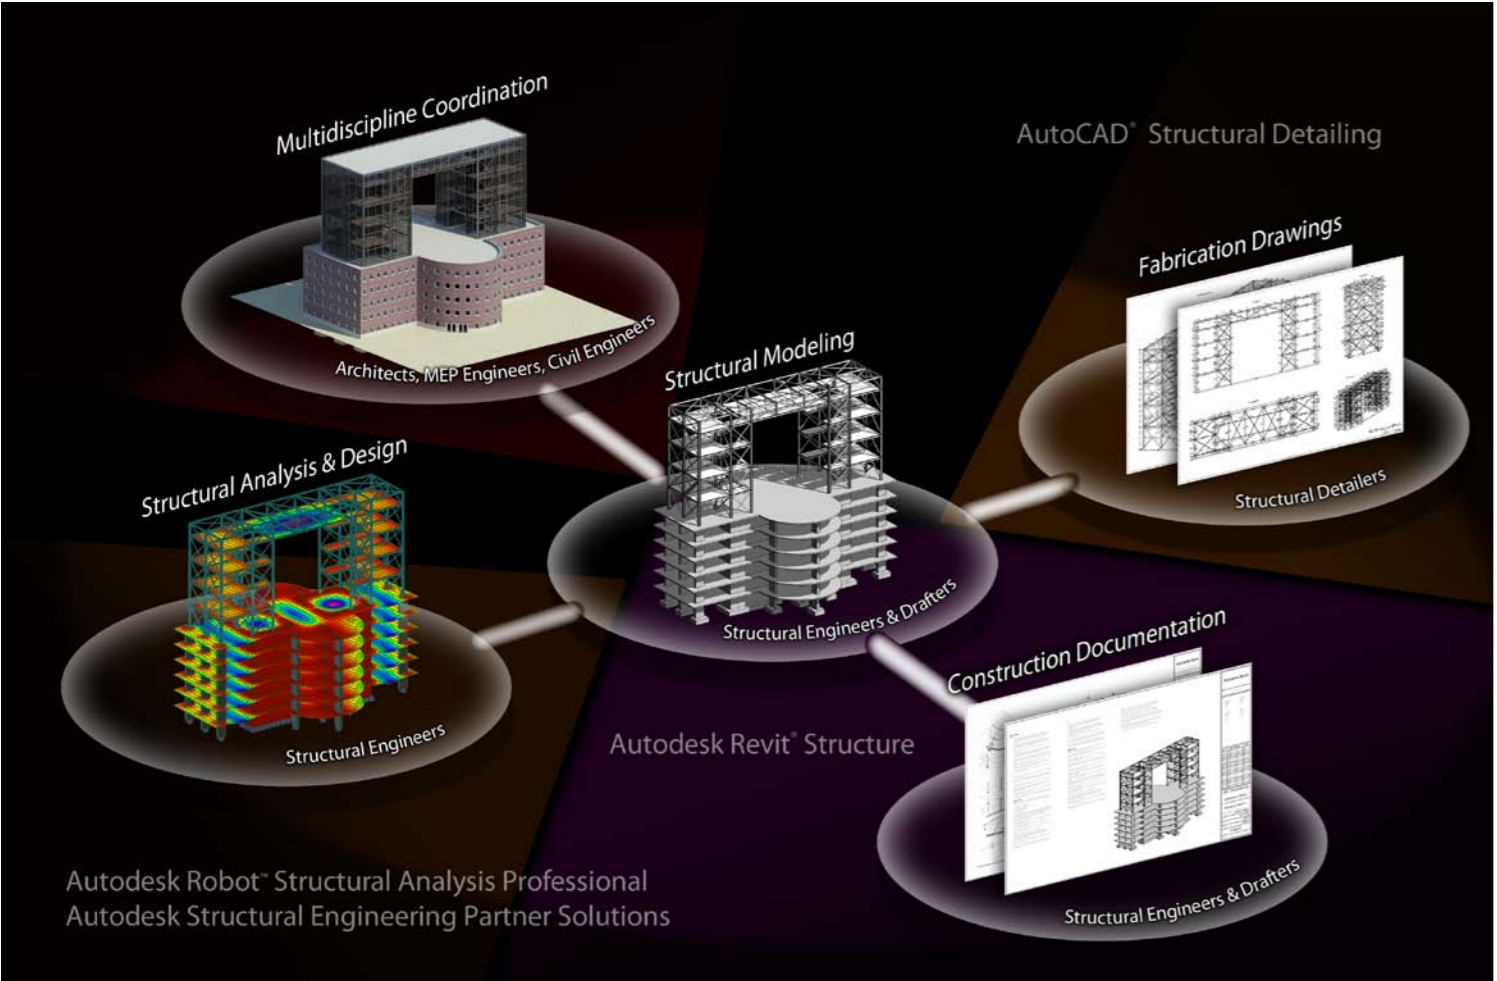 Multidiscipline Coordination
Architects, MEP Engineers, Civil Engineers
AutoCAD® Structural Detailing
Fabrication Drawings
Structural Detailers
Structural Modeling
Structural Engineers & Drafters
Structural Analysis & Design
Structural Engineers
Construction Documentation
Structural Engineers & Drafters
Autodesk Revit® Structure
Autodesk Robot™ Structural Analysis Professional
Autodesk Structural Engineering Partner Solutions